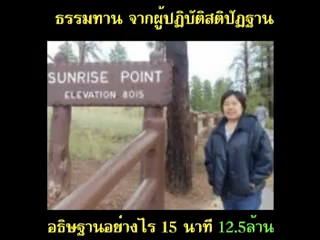 ธรรมทาน จากผู้ปฏิบัติสติปัฏฐาน
SUNRISE POINT
ELEVATION 8015
อธิษฐานอย่างไร 15 นาที 12.5ล้าน